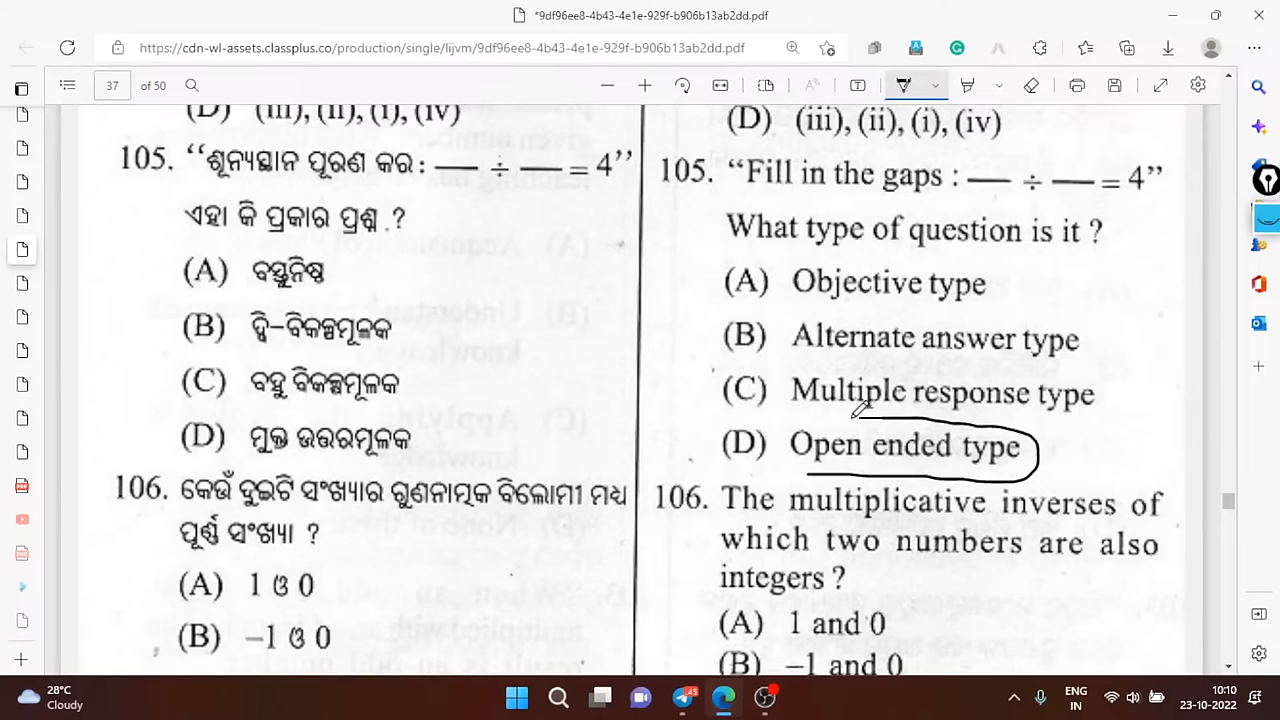 *9df96ee8-4b43-4e1e-929f-b906b13ab2dd.pdf
https://cdn-wl-assets.classplus.co/production/single/lijvm/9df96ee8-4b43-4e1e-929f-b906b13ab2dd.pdf
37 of 50
(D) (iii), (ii), (i), (iv)
105. ‘‘ଶୂନ୍ୟସ୍ଥାନ ପୂରଣ କର : — ÷ — = 4’’
ଏହା କି ପ୍ରକାର ପ୍ରଶ୍ନ ?
(A) ବସ୍ତୁନିଷ୍ଠ
(B) ଦ୍ବି-ବିକଳ୍ପମୂଳକ
(C) ବହୁ ବିକଳ୍ପମୂଳକ
(D) ମୁକ୍ତ ଉତ୍ତରମୂଳକ
106. କେଉଁ ଦୁଇଟି ସଂଖ୍ୟାର ଗୁଣନାତ୍ମକ ବିଲୋମୀ ମଧ୍ୟ
ପୂର୍ଣ୍ଣ ସଂଖ୍ୟା ?
(A) 1 ଓ 0
(B) −1 ଓ 0
(D) (iii), (ii), (i), (iv)
105. “Fill in the gaps : — ÷ — = 4”
What type of question is it ?
(A) Objective type
(B) Alternate answer type
(C) Multiple response type
(D) Open ended type
106. The multiplicative inverses of
which two numbers are also
integers ?
(A) 1 and 0
(B) −1 and 0
28°C
Cloudy
45
ENG
IN
10:10
23-10-2022